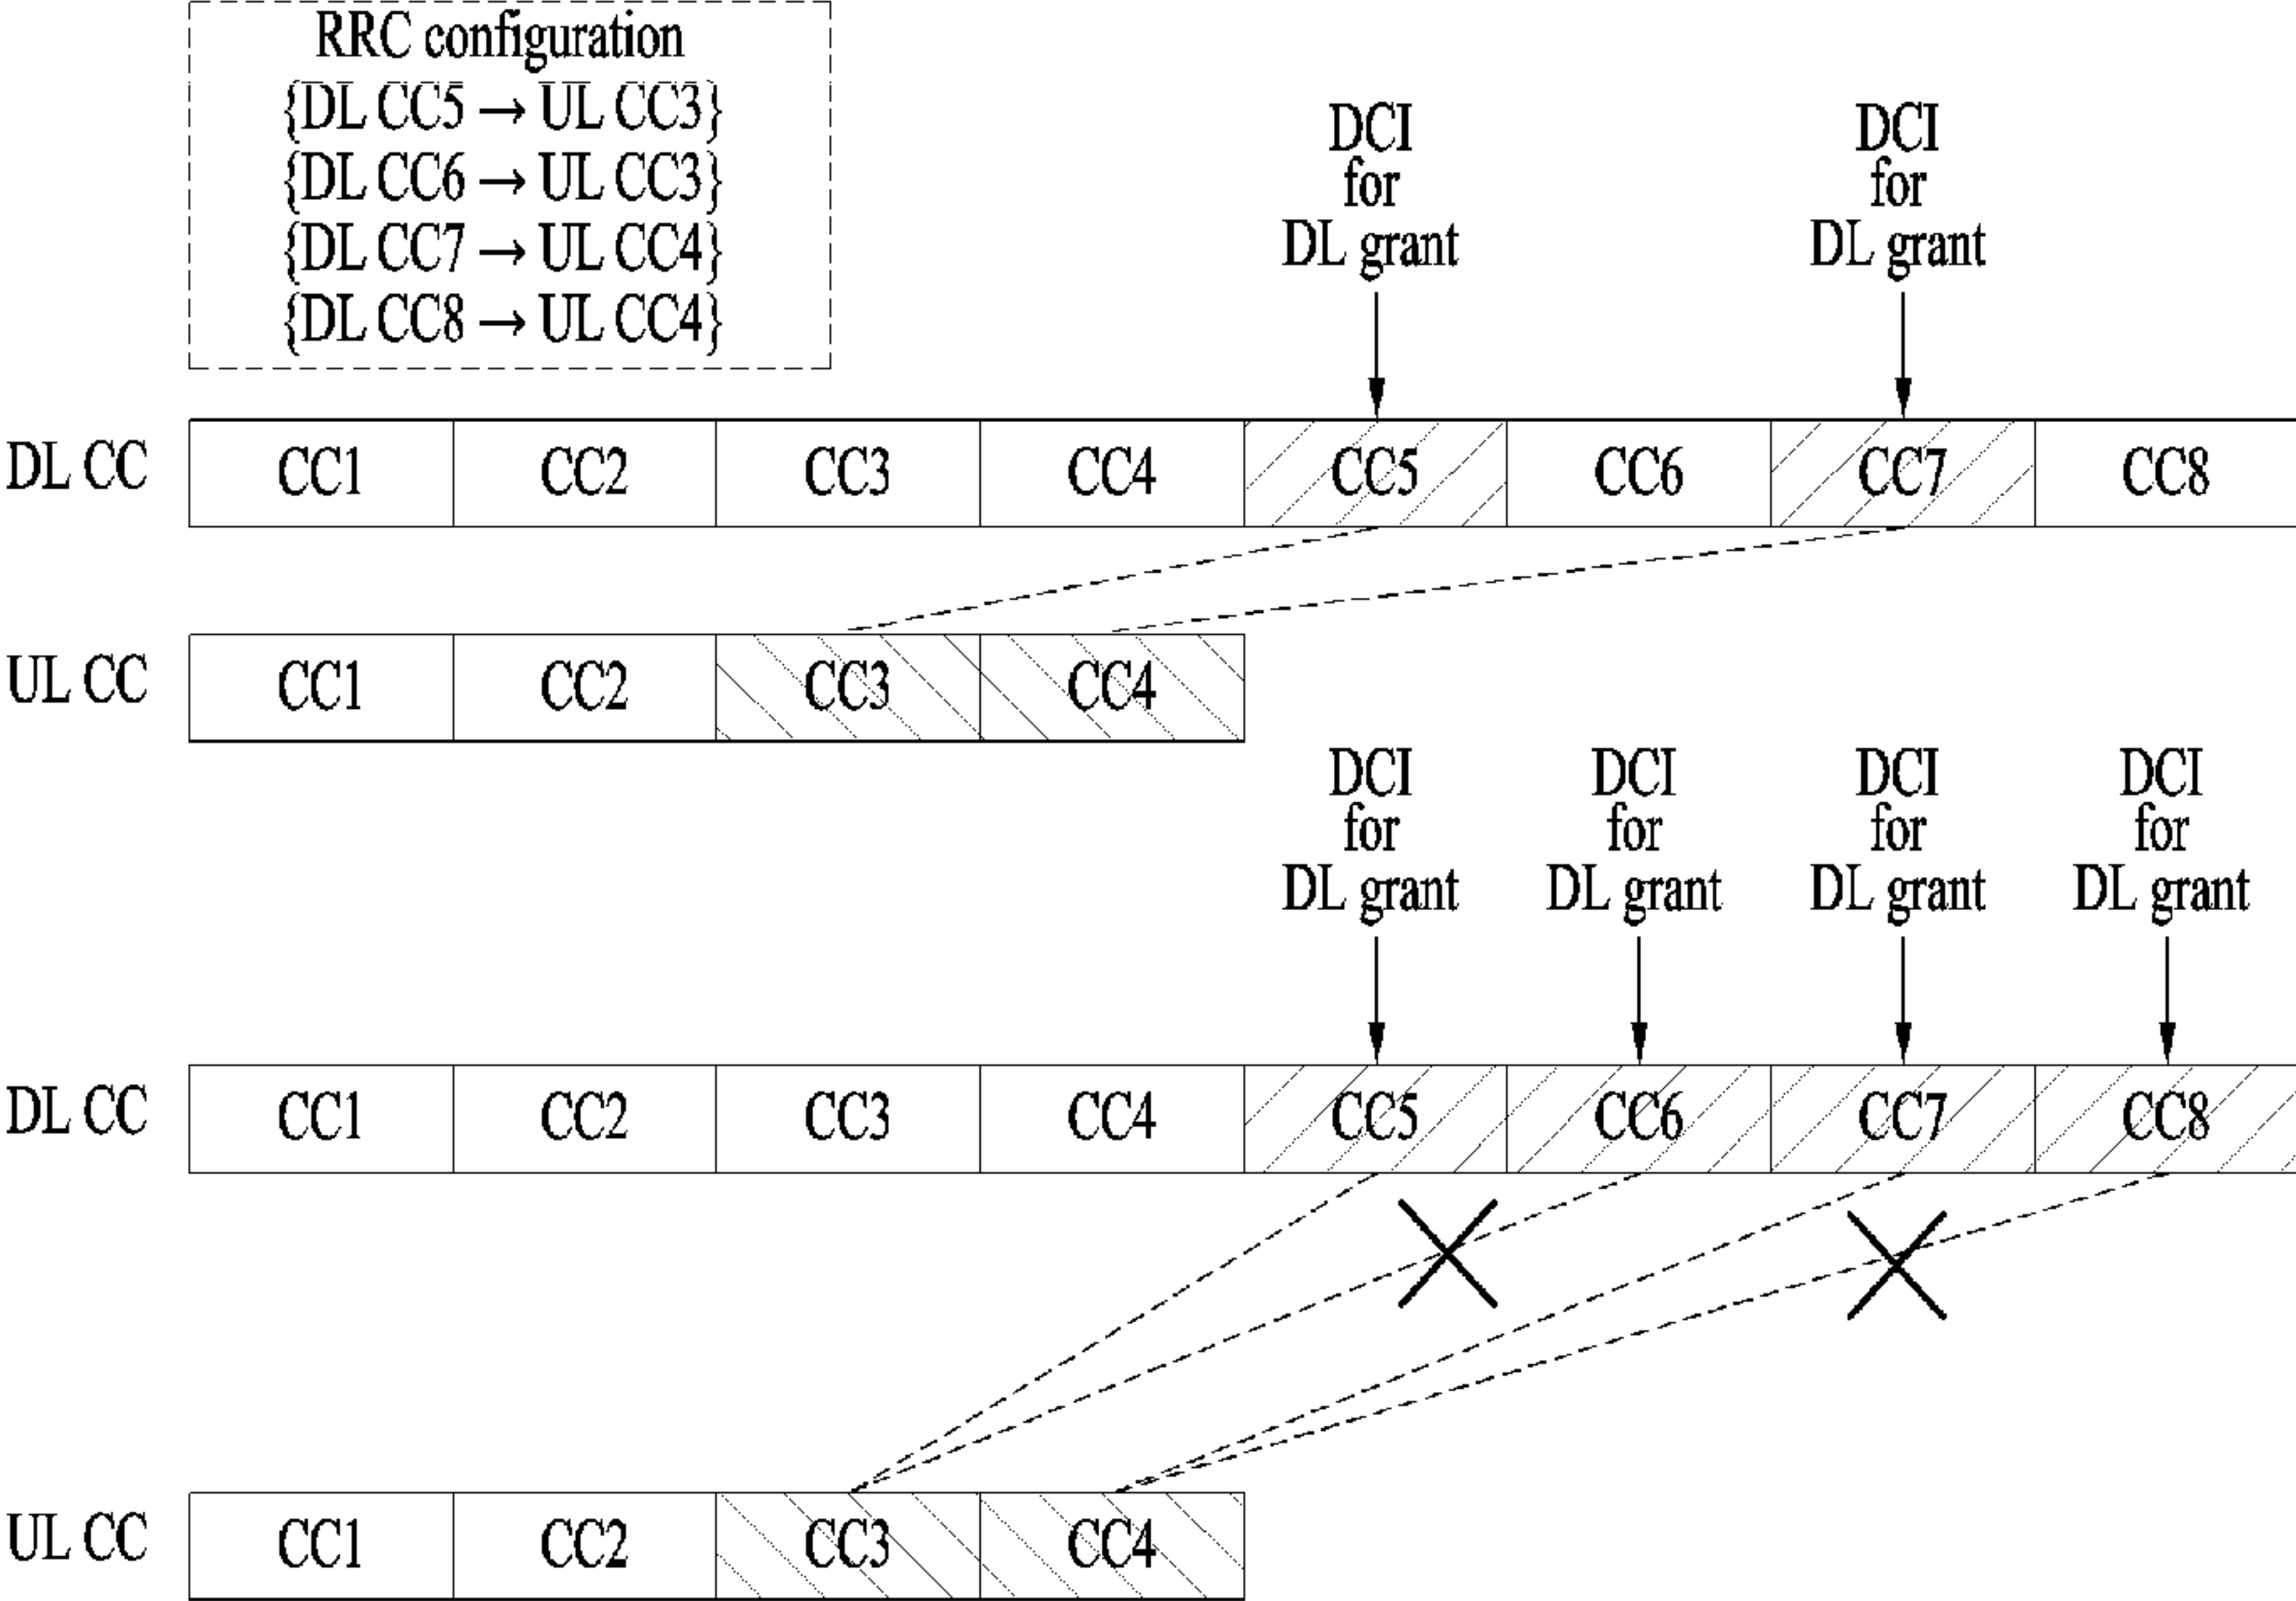 RRC configuration
{DL CC5 → UL CC3}
{DL CC6 → UL CC3}
{DL CC7 → UL CC4}
{DL CC8 → UL CC4}
DCI
for
DL grant
DCI
for
DL grant
DL CC CC1 CC2 CC3 CC4 CC5 CC6 CC7 CC8
UL CC CC1 CC2 CC3 CC4
DCI
for
DL grant
DCI
for
DL grant
DCI
for
DL grant
DCI
for
DL grant
DL CC CC1 CC2 CC3 CC4 CC5 CC6 CC7 CC8
UL CC CC1 CC2 CC3 CC4